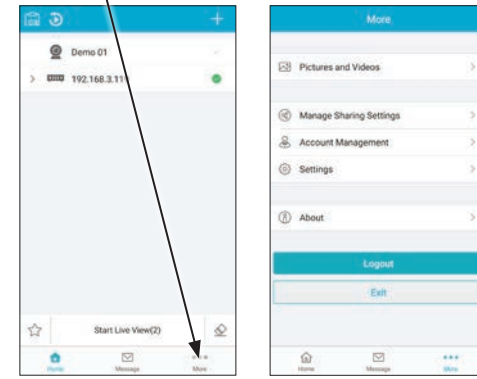 Demo 01
192.168.3.11
Start Live View(2)
Home
Message
More
More
Pictures and Videos
Manage Sharing Settings
Account Management
Settings
About
Logout
Exit
Home
Message
More